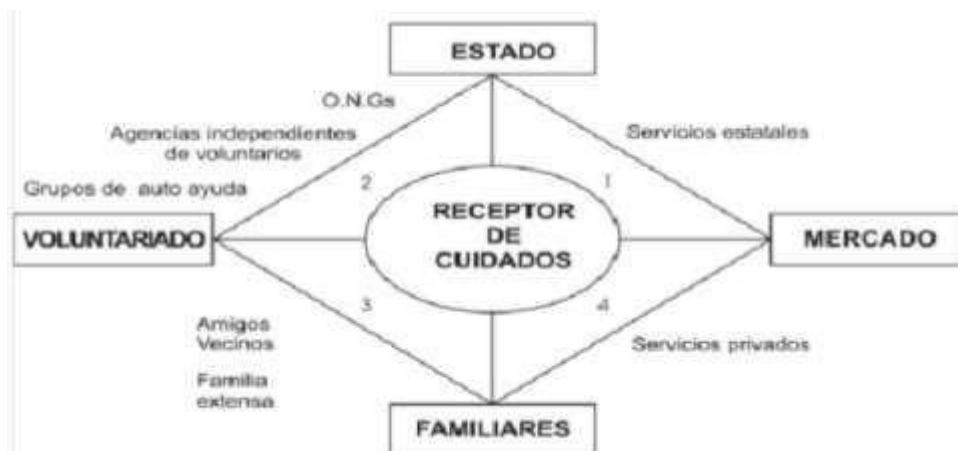 ESTADO
O.N.Gs
Agencias independientes
de voluntarios
Servicios estatales
Grupos de auto ayuda
2
1
RECEPTOR
DE
CUIDADOS
VOLUNTARIADO
MERCADO
3
4
Amigos
Vecinos
Servicios privados
Familia
extensa
FAMILIARES